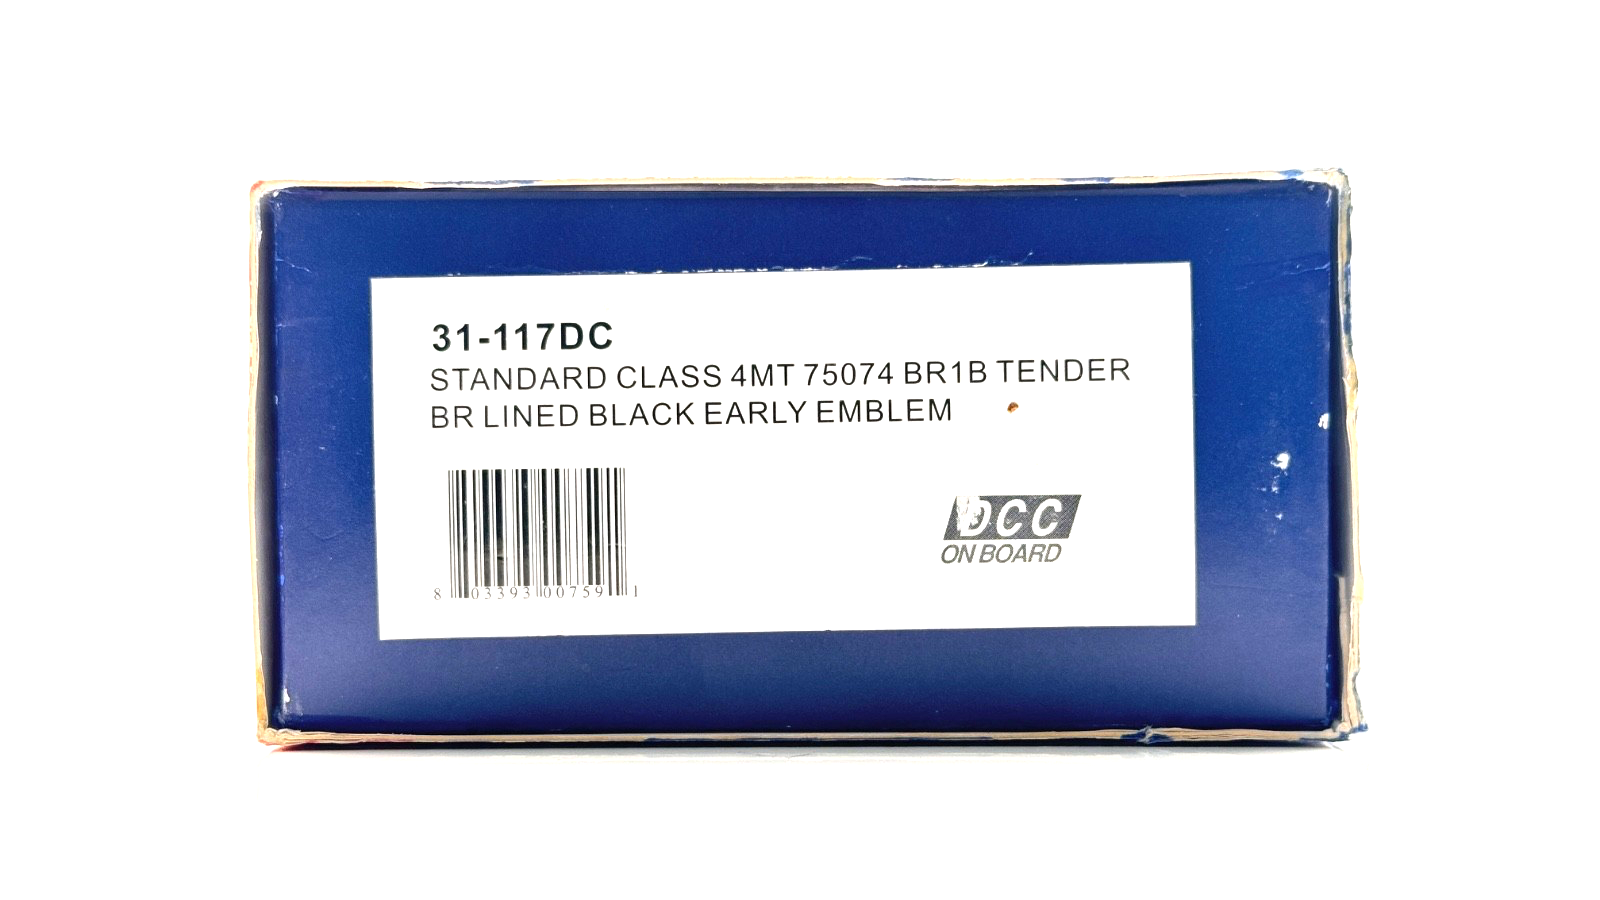 31-117DC
STANDARD CLASS 4MT 75074 BR1B TENDER
BR LINED BLACK EARLY EMBLEM
DCC
ON BOARD
8 03393 00759 1